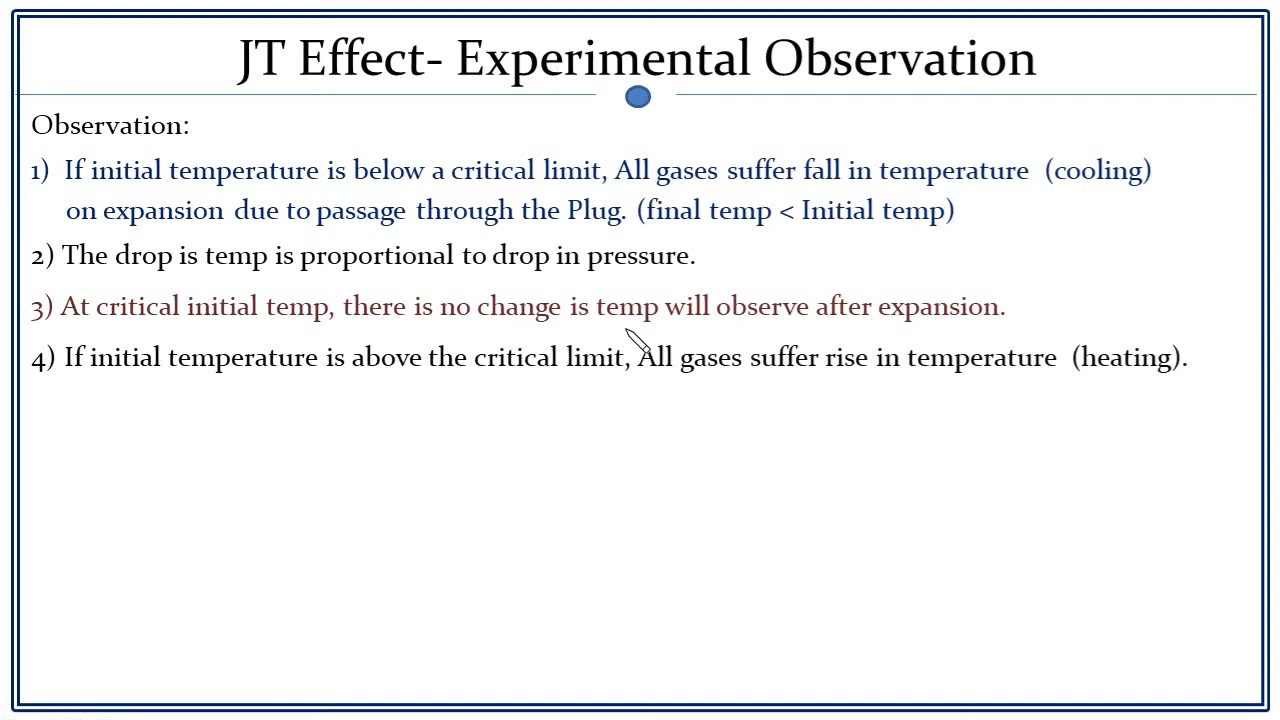 JT Effect- Experimental Observation
Observation:
1) If initial temperature is below a critical limit, All gases suffer fall in temperature (cooling)
on expansion due to passage through the Plug. (final temp < Initial temp)
2) The drop is temp is proportional to drop in pressure.
3) At critical initial temp, there is no change is temp will observe after expansion.
4) If initial temperature is above the critical limit, All gases suffer rise in temperature (heating).